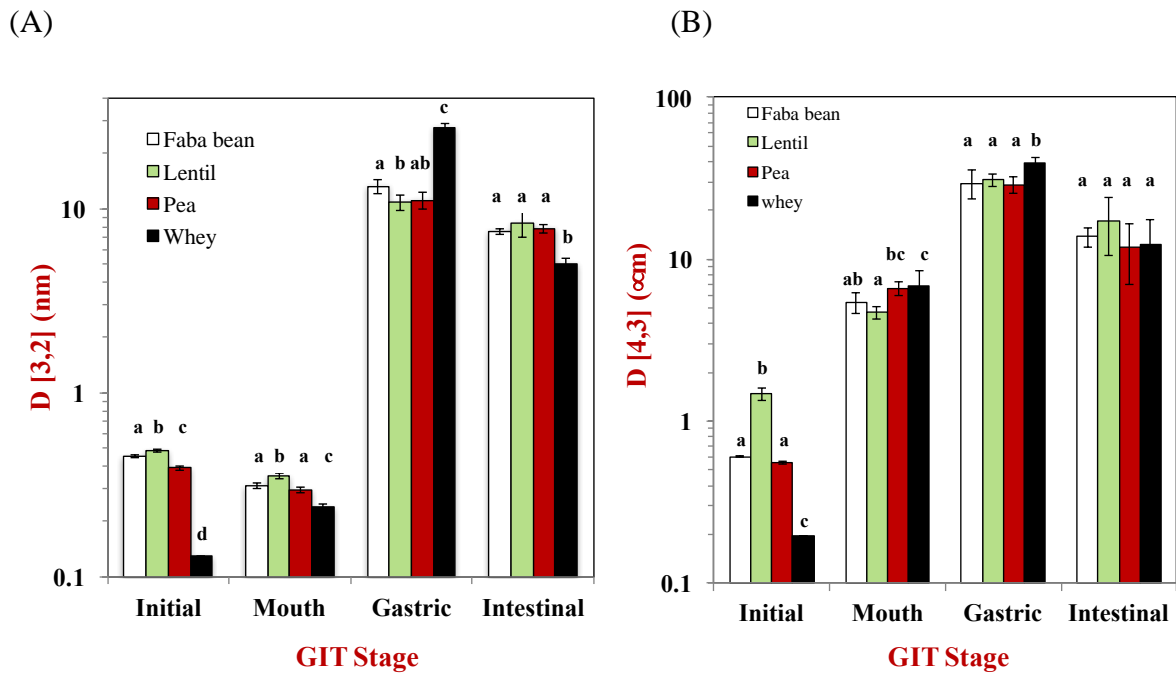 (A)
Faba bean
Lentil
Pea
Whey
D [3,2] (nm)
10
1
0.1
a b c d
a b a c
a b ab c
a a a b
Initial Mouth Gastric Intestinal
GIT Stage
(B)
Faba bean
Lentil
Pea
whey
D [4,3] (∝m)
100
10
1
0.1
a b a c
ab a bc c
a a a b
a a a a
Initial Mouth Gastric Intestinal
GIT Stage